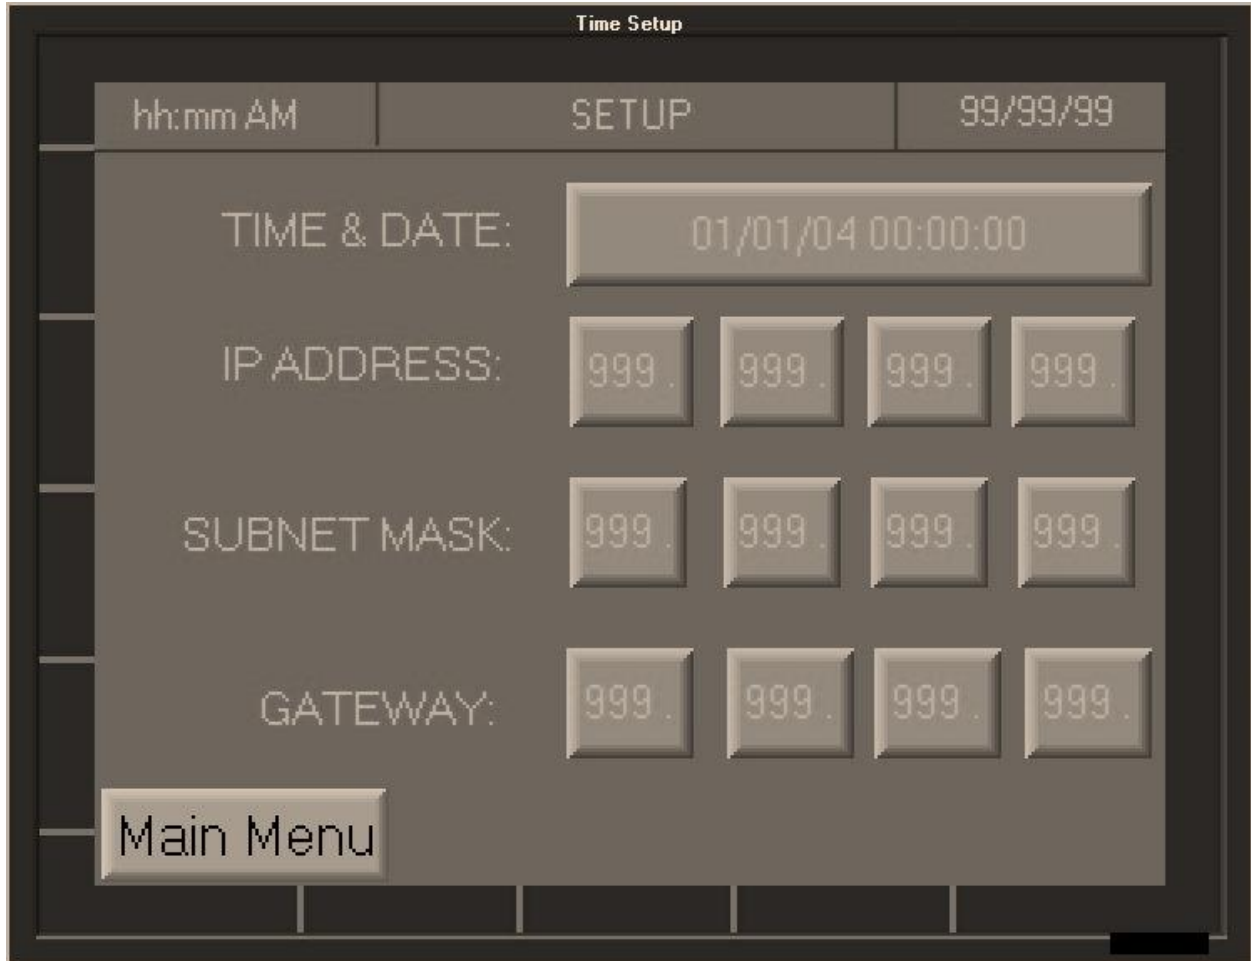 Time Setup
hh:mm AM SETUP 99/99/99
TIME & DATE: 01/01/04 00:00:00
IP ADDRESS: 999. 999. 999. 999.
SUBNET MASK: 999. 999. 999. 999.
GATEWAY: 999. 999. 999. 999.
Main Menu